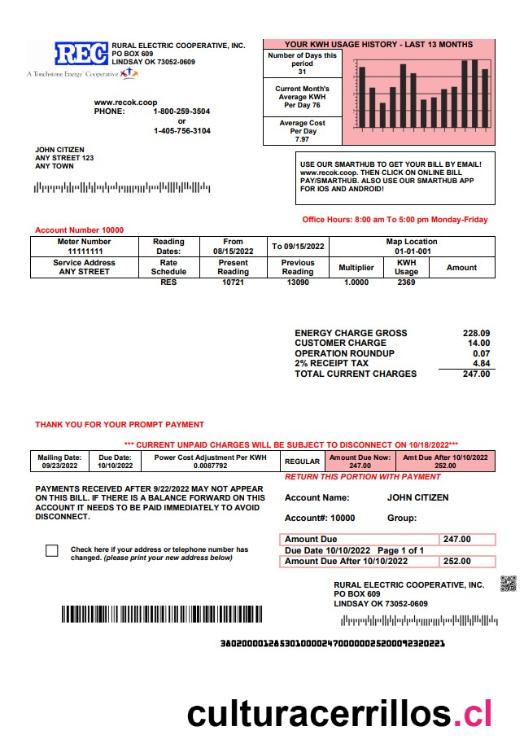 REC
RURAL ELECTRIC COOPERATIVE, INC.
PO BOX 609
LINDSAY OK 73052-0609
A Touchstone Energy Cooperative
www.recok.coop
PHONE: 1-800-259-3504
or
1-405-756-3104
YOUR KWH USAGE HISTORY - LAST 13 MONTHS
Number of Days this
period
31
Current Month's
Average KWH
Per Day 76
Average Cost
Per Day
7.97
JOHN CITIZEN
ANY STREET 123
ANY TOWN
USE OUR SMARTHUB TO GET YOUR BILL BY EMAIL!
www.recok.coop. THEN CLICK ON ONLINE BILL
PAY/SMARTHUB. ALSO USE OUR SMARTHUB APP
FOR IOS AND ANDROID!
Office Hours: 8:00 am To 5:00 pm Monday-Friday
Account Number 10000
Meter Number
11111111
Reading
Dates:
From
08/15/2022
To 09/15/2022
Map Location
01-01-001
Service Address
ANY STREET
Rate
Schedule
Present
Reading
Previous
Reading
Multiplier
KWH
Usage
Amount
RES 10721 13090 1.0000 2369
ENERGY CHARGE GROSS 228.09
CUSTOMER CHARGE 14.00
OPERATION ROUNDUP 0.07
2% RECEIPT TAX 4.84
TOTAL CURRENT CHARGES 247.00
THANK YOU FOR YOUR PROMPT PAYMENT
*** CURRENT UNPAID CHARGES WILL BE SUBJECT TO DISCONNECT ON 10/18/2022***
Mailing Date:
09/23/2022
Due Date:
10/10/2022
Power Cost Adjustment Per KWH
0.0087792
REGULAR
Amount Due Now:
247.00
Amt Due After 10/10/2022
252.00
RETURN THIS PORTION WITH PAYMENT
PAYMENTS RECEIVED AFTER 9/22/2022 MAY NOT APPEAR
ON THIS BILL. IF THERE IS A BALANCE FORWARD ON THIS
ACCOUNT IT NEEDS TO BE PAID IMMEDIATELY TO AVOID
DISCONNECT.
Account Name: JOHN CITIZEN
Account#: 10000 Group:
Check here if your address or telephone number has
changed. (please print your new address below)
Amount Due 247.00
Due Date 10/10/2022 Page 1 of 1
Amount Due After 10/10/2022 252.00
RURAL ELECTRIC COOPERATIVE, INC.
PO BOX 609
LINDSAY OK 73052-0609
culturacerrillos.cl